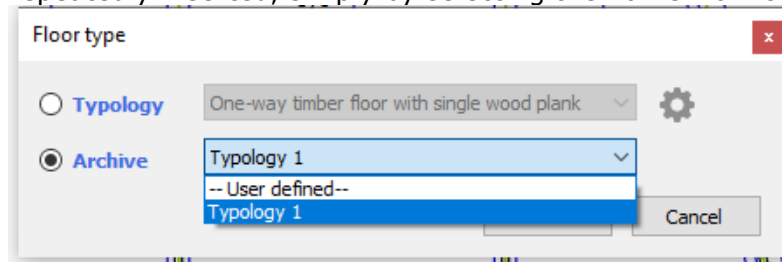 Floor type
x
Typology One-way timber floor with single wood plank
Archive Typology 1
-- User defined--
Typology 1
Cancel